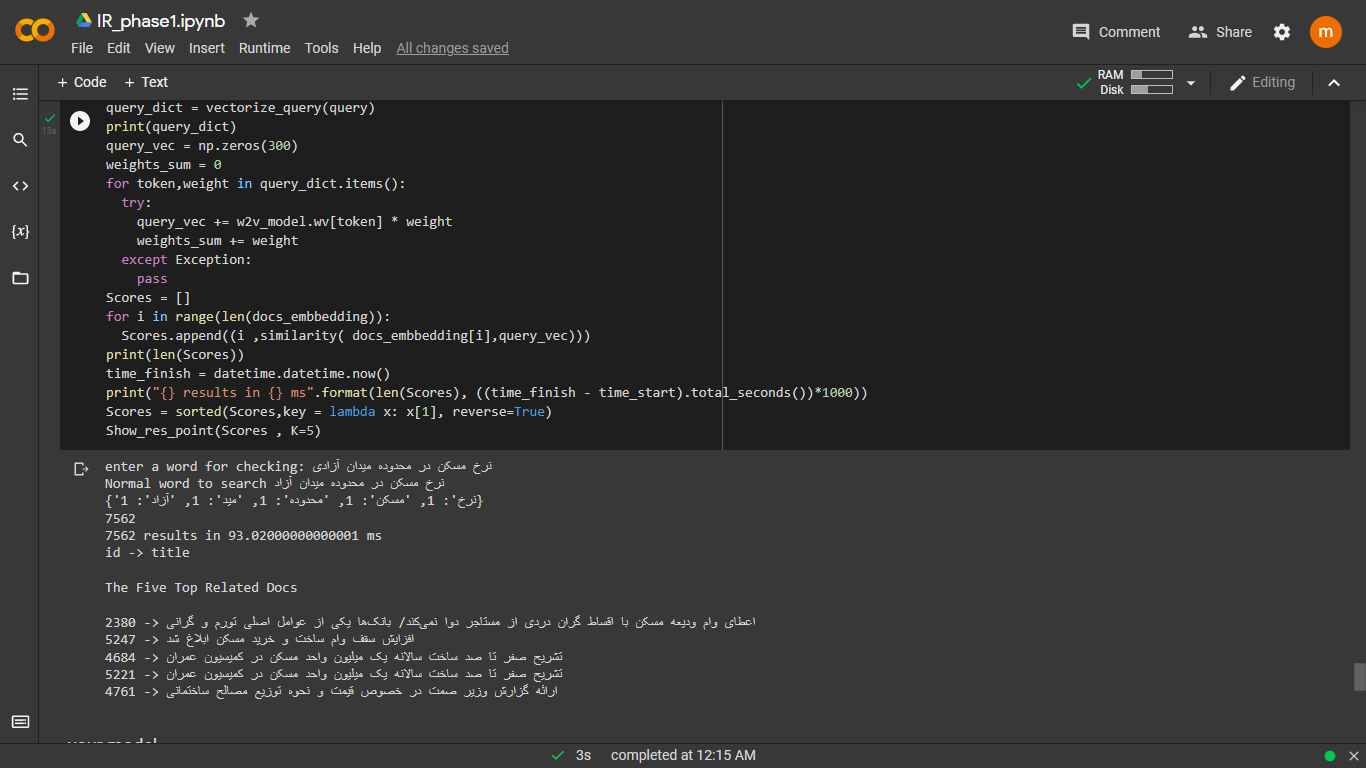 IR_phase1.ipynb
File Edit View Insert Runtime Tools Help All changes saved
Comment Share m
+ Code + Text
RAM
Disk
Editing
13s
query_dict = vectorize_query(query)
print(query_dict)
query_vec = np.zeros(300)
weights_sum = 0
for token,weight in query_dict.items():
try:
query_vec += w2v_model.wv[token] * weight
weights_sum += weight
except Exception:
pass
Scores = []
for i in range(len(docs_embbedding)):
Scores.append((i ,similarity( docs_embbedding[i],query_vec)))
print(len(Scores))
time_finish = datetime.datetime.now()
print("{} results in {} ms".format(len(Scores), ((time_finish - time_start).total_seconds())*1000))
Scores = sorted(Scores,key = lambda x: x[1], reverse=True)
Show_res_point(Scores , K=5)
enter a word for checking: نرخ مسکن در محدوده میدان آزادی
Normal word to search نرخ مسکن در محدوده میدان آزاد
{'نرخ': 1, 'مسکن': 1, 'محدوده': 1, 'مید': 1, 'آزاد': 1}
7562
7562 results in 93.02000000000001 ms
id -> title
The Five Top Related Docs
2380 -> اعطای وام ودیعه مسکن با اقساط گران دردی از مستاجر دوا نمی‌کند/ بانک‌ها یکی از عوامل اصلی تورم و گرانی
5247 -> افزایش سقف وام ساخت و خرید مسکن ابلاغ شد
4684 -> تشریح صفر تا صد ساخت سالانه یک میلیون واحد مسکن در کمیسیون عمران
5221 -> تشریح صفر تا صد ساخت سالانه یک میلیون واحد مسکن در کمیسیون عمران
4761 -> ارائه گزارش وزیر صمت در خصوص قیمت و نحوه توزیع مصالح ساختمانی
3s completed at 12:15 AM